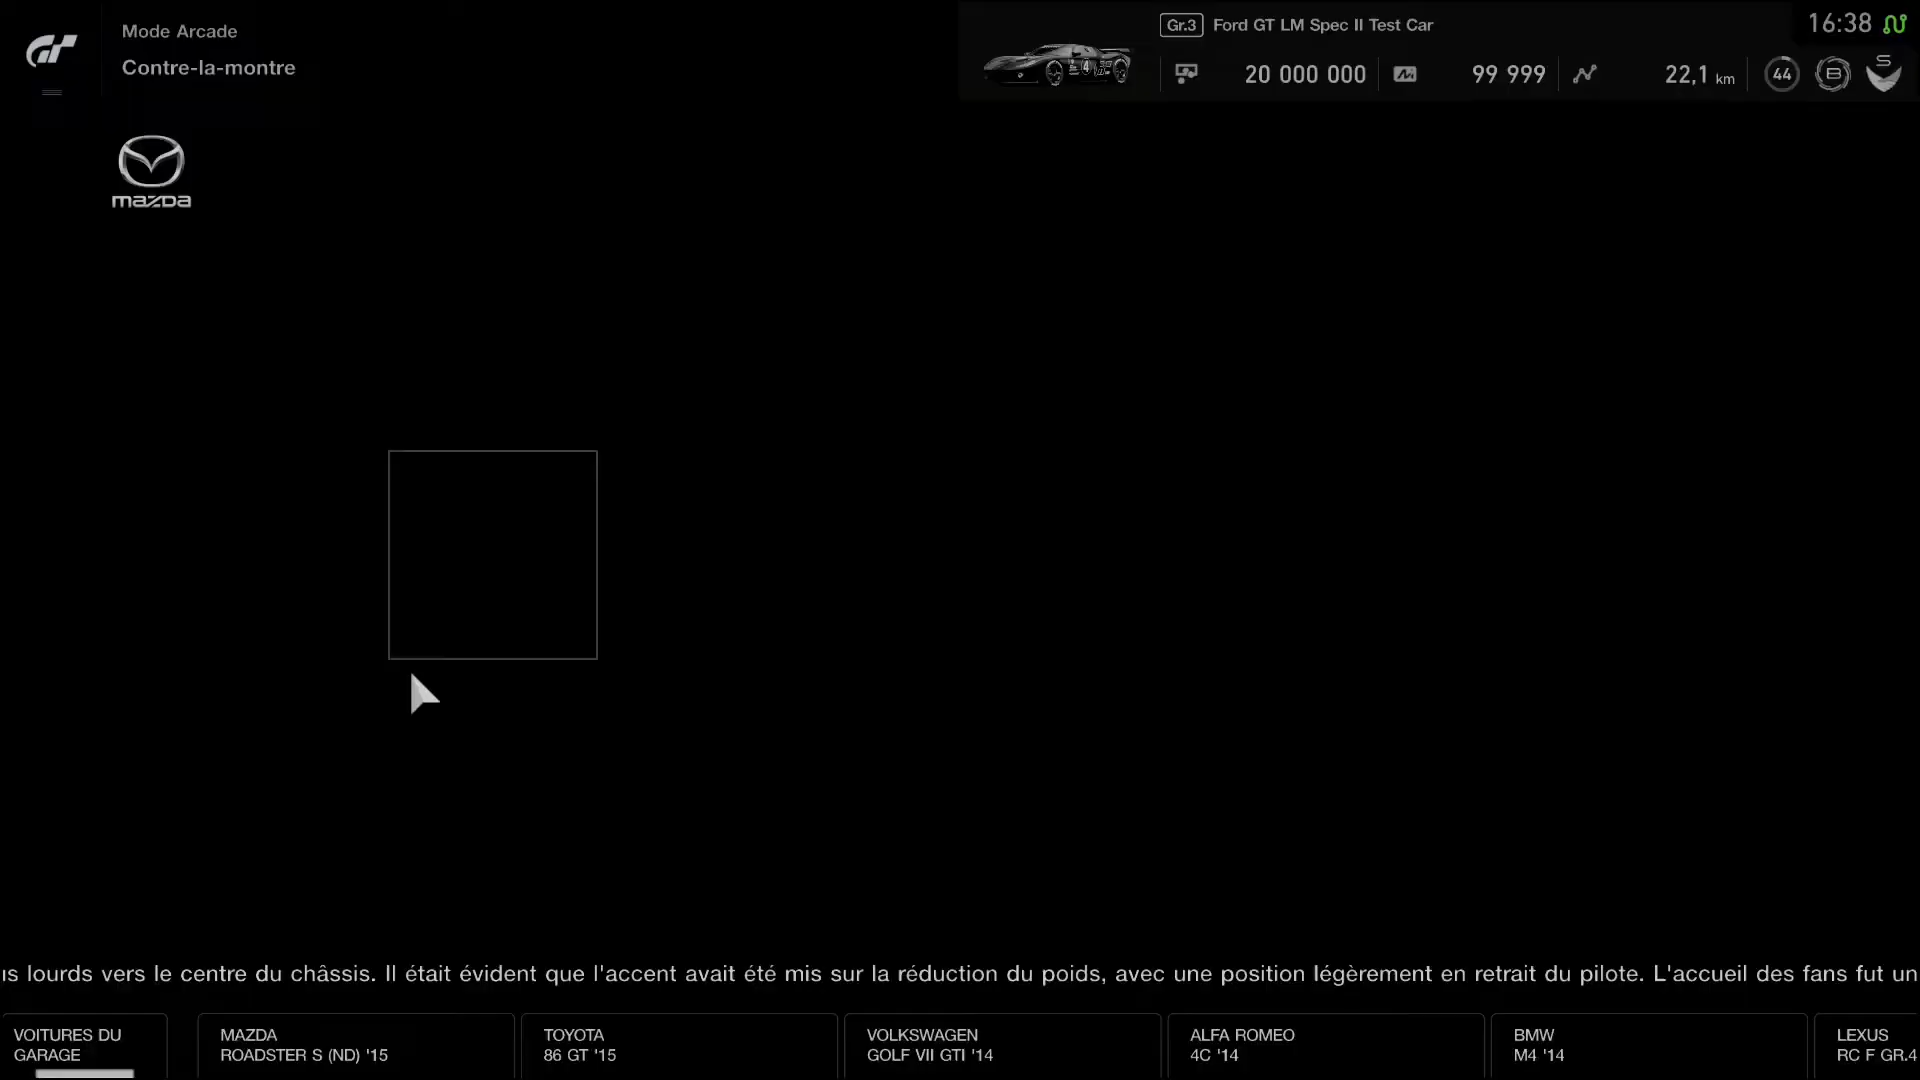 Mode Arcade
Contre-la-montre
Gr.3 Ford GT LM Spec II Test Car
16:38
20 000 000
99 999
22,1 km
44
B
S
mazda
lourds vers le centre du châssis. Il était évident que l'accent avait été mis sur la réduction du poids, avec une position légèrement en retrait du pilote. L'accueil des fans fut un
VOITURES DU
GARAGE
MAZDA
ROADSTER S (ND) '15
TOYOTA
86 GT '15
VOLKSWAGEN
GOLF VII GTI '14
ALFA ROMEO
4C '14
BMW
M4 '14
LEXUS
RC F GR.4